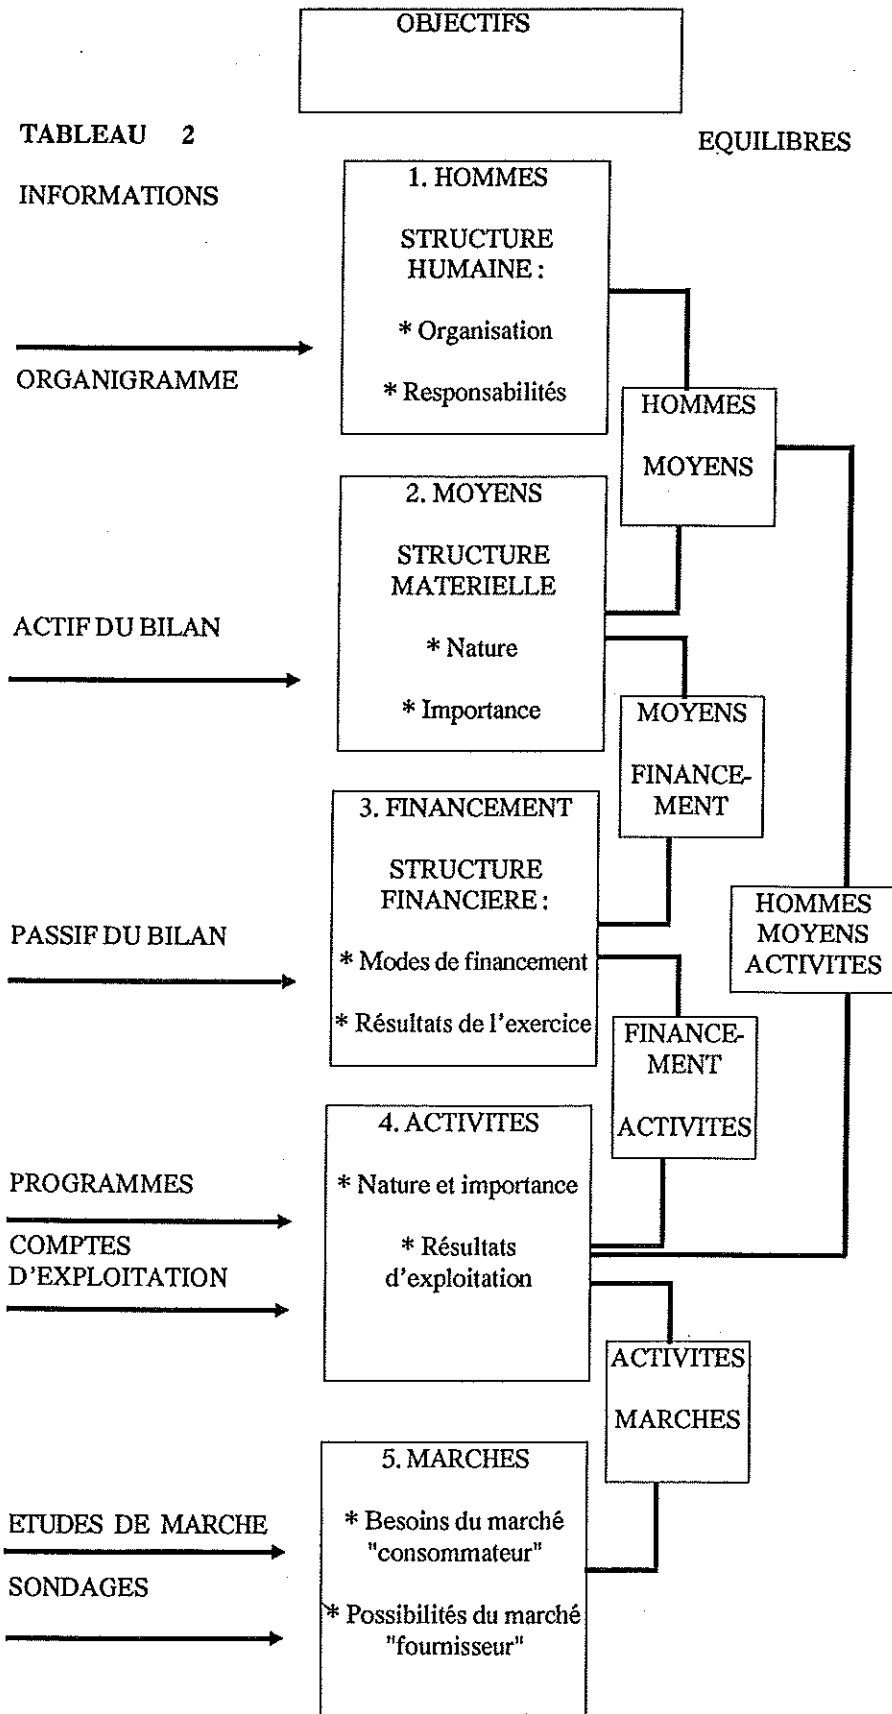 OBJECTIFS
TABLEAU 2
EQUILIBRES
INFORMATIONS
1. HOMMES
STRUCTURE
HUMAINE :
* Organisation
* Responsabilités
ORGANIGRAMME
HOMMES
MOYENS
2. MOYENS
STRUCTURE
MATERIELLE
* Nature
* Importance
ACTIF DU BILAN
MOYENS
FINANCE-
MENT
3. FINANCEMENT
STRUCTURE
FINANCIERE :
* Modes de financement
* Résultats de l'exercice
PASSIF DU BILAN
HOMMES
MOYENS
ACTIVITES
FINANCE-
MENT
ACTIVITES
4. ACTIVITES
* Nature et importance
* Résultats
d'exploitation
PROGRAMMES
COMPTES
D'EXPLOITATION
ACTIVITES
MARCHES
5. MARCHES
* Besoins du marché
"consommateur"
* Possibilités du marché
"fournisseur"
ETUDES DE MARCHE
SONDAGES